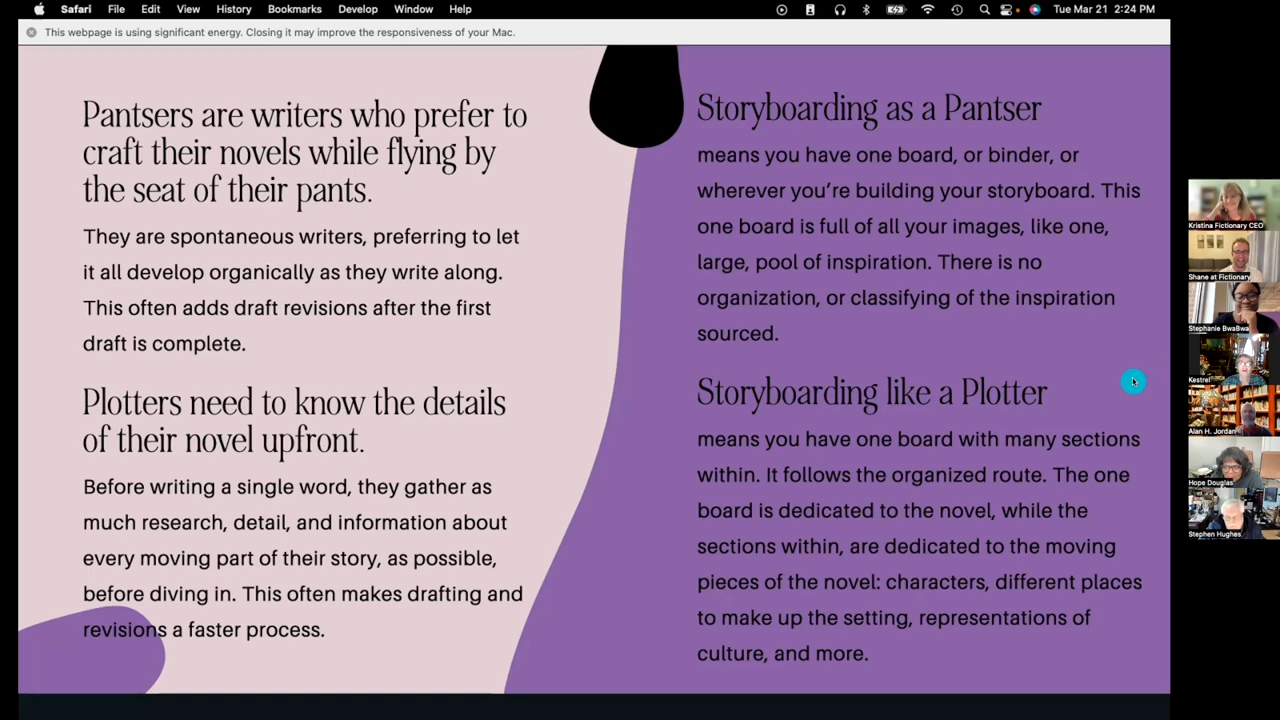 Safari File Edit View History Bookmarks Develop Window Help Tue Mar 21 2:24 PM
This webpage is using significant energy. Closing it may improve the responsiveness of your Mac.
Pantsers are writers who prefer to
craft their novels while flying by
the seat of their pants.
They are spontaneous writers, preferring to let
it all develop organically as they write along.
This often adds draft revisions after the first
draft is complete.
Plotters need to know the details
of their novel upfront.
Before writing a single word, they gather as
much research, detail, and information about
every moving part of their story, as possible,
before diving in. This often makes drafting and
revisions a faster process.
Storyboarding as a Pantser
means you have one board, or binder, or
wherever you’re building your storyboard. This
one board is full of all your images, like one,
large, pool of inspiration. There is no
organization, or classifying of the inspiration
sourced.
Storyboarding like a Plotter
means you have one board with many sections
within. It follows the organized route. The one
board is dedicated to the novel, while the
sections within, are dedicated to the moving
pieces of the novel: characters, different places
to make up the setting, representations of
culture, and more.
Kristina Fictionary CEO
Shane at Fictionary
Stephanie BwaBwa
Kestrel
Alan H. Jordan
Hope Douglas
Stephen Hughes